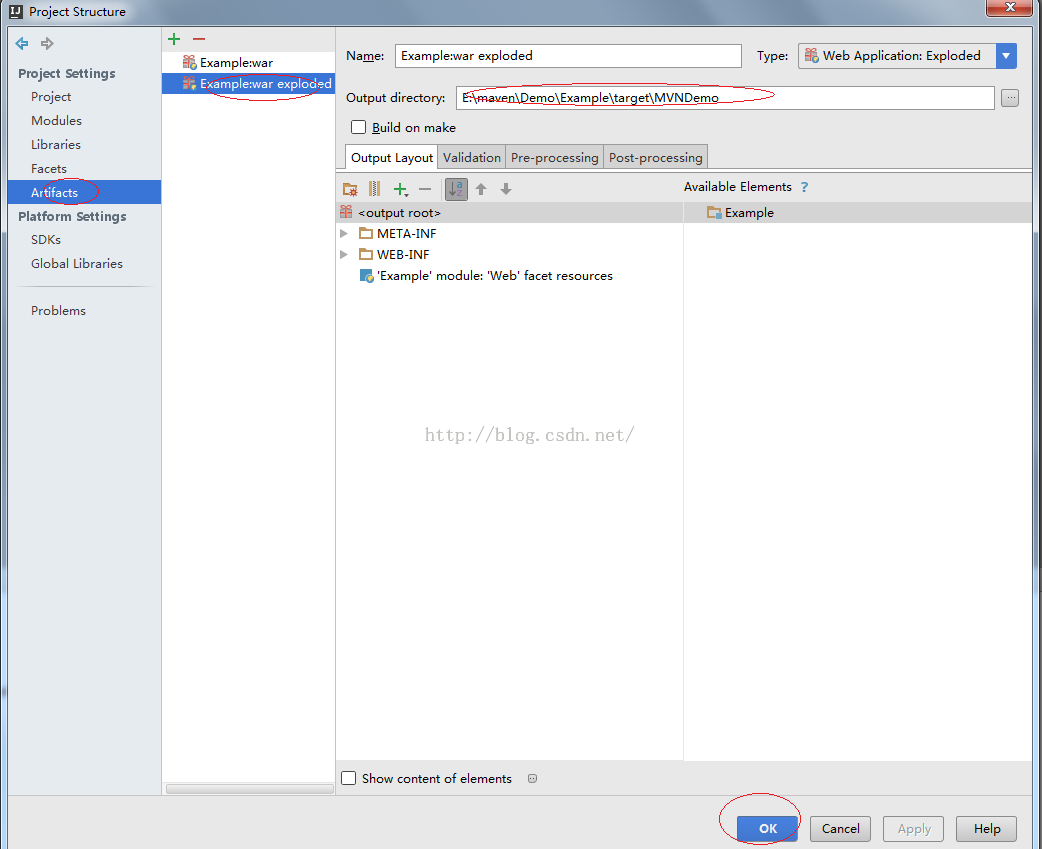 Project Structure
Project Settings
Project
Modules
Libraries
Facets
Artifacts
Platform Settings
SDKs
Global Libraries
Problems
Example:war
Example:war exploded
Name: Example:war exploded Type: Web Application: Exploded
Output directory: E:\maven\Demo\Example\target\MVNDemo
Build on make
Output Layout Validation Pre-processing Post-processing
Available Elements ?
<output root> Example
META-INF
WEB-INF
'Example' module: 'Web' facet resources
http://blog.csdn.net/
Show content of elements
OK Cancel Apply Help